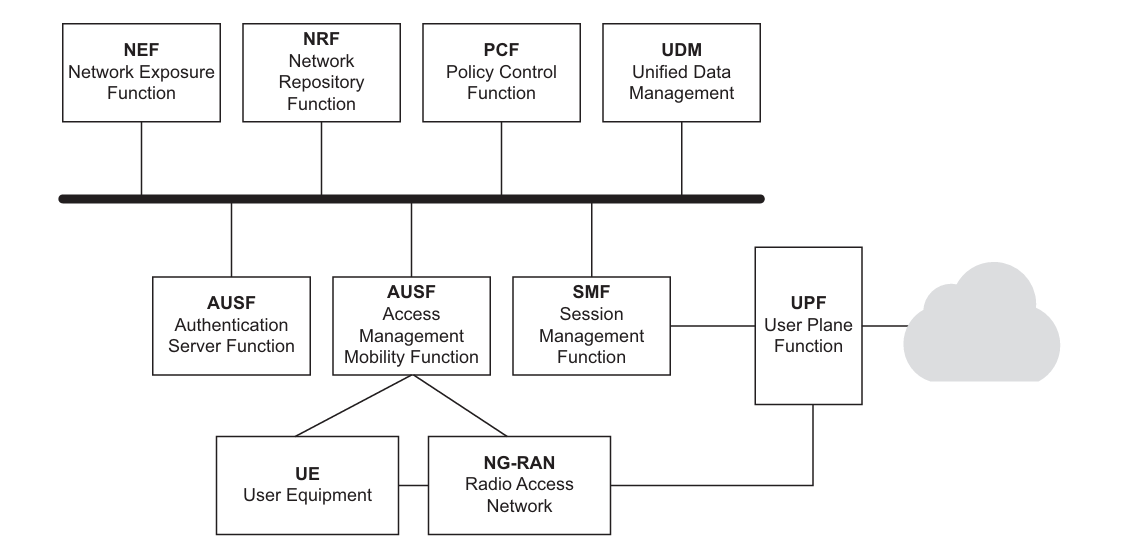 NEF
Network Exposure
Function
NRF
Network
Repository
Function
PCF
Policy Control
Function
UDM
Unified Data
Management
AUSF
Authentication
Server Function
AUSF
Access
Management
Mobility Function
SMF
Session
Management
Function
UPF
User Plane
Function
UE
User Equipment
NG-RAN
Radio Access
Network